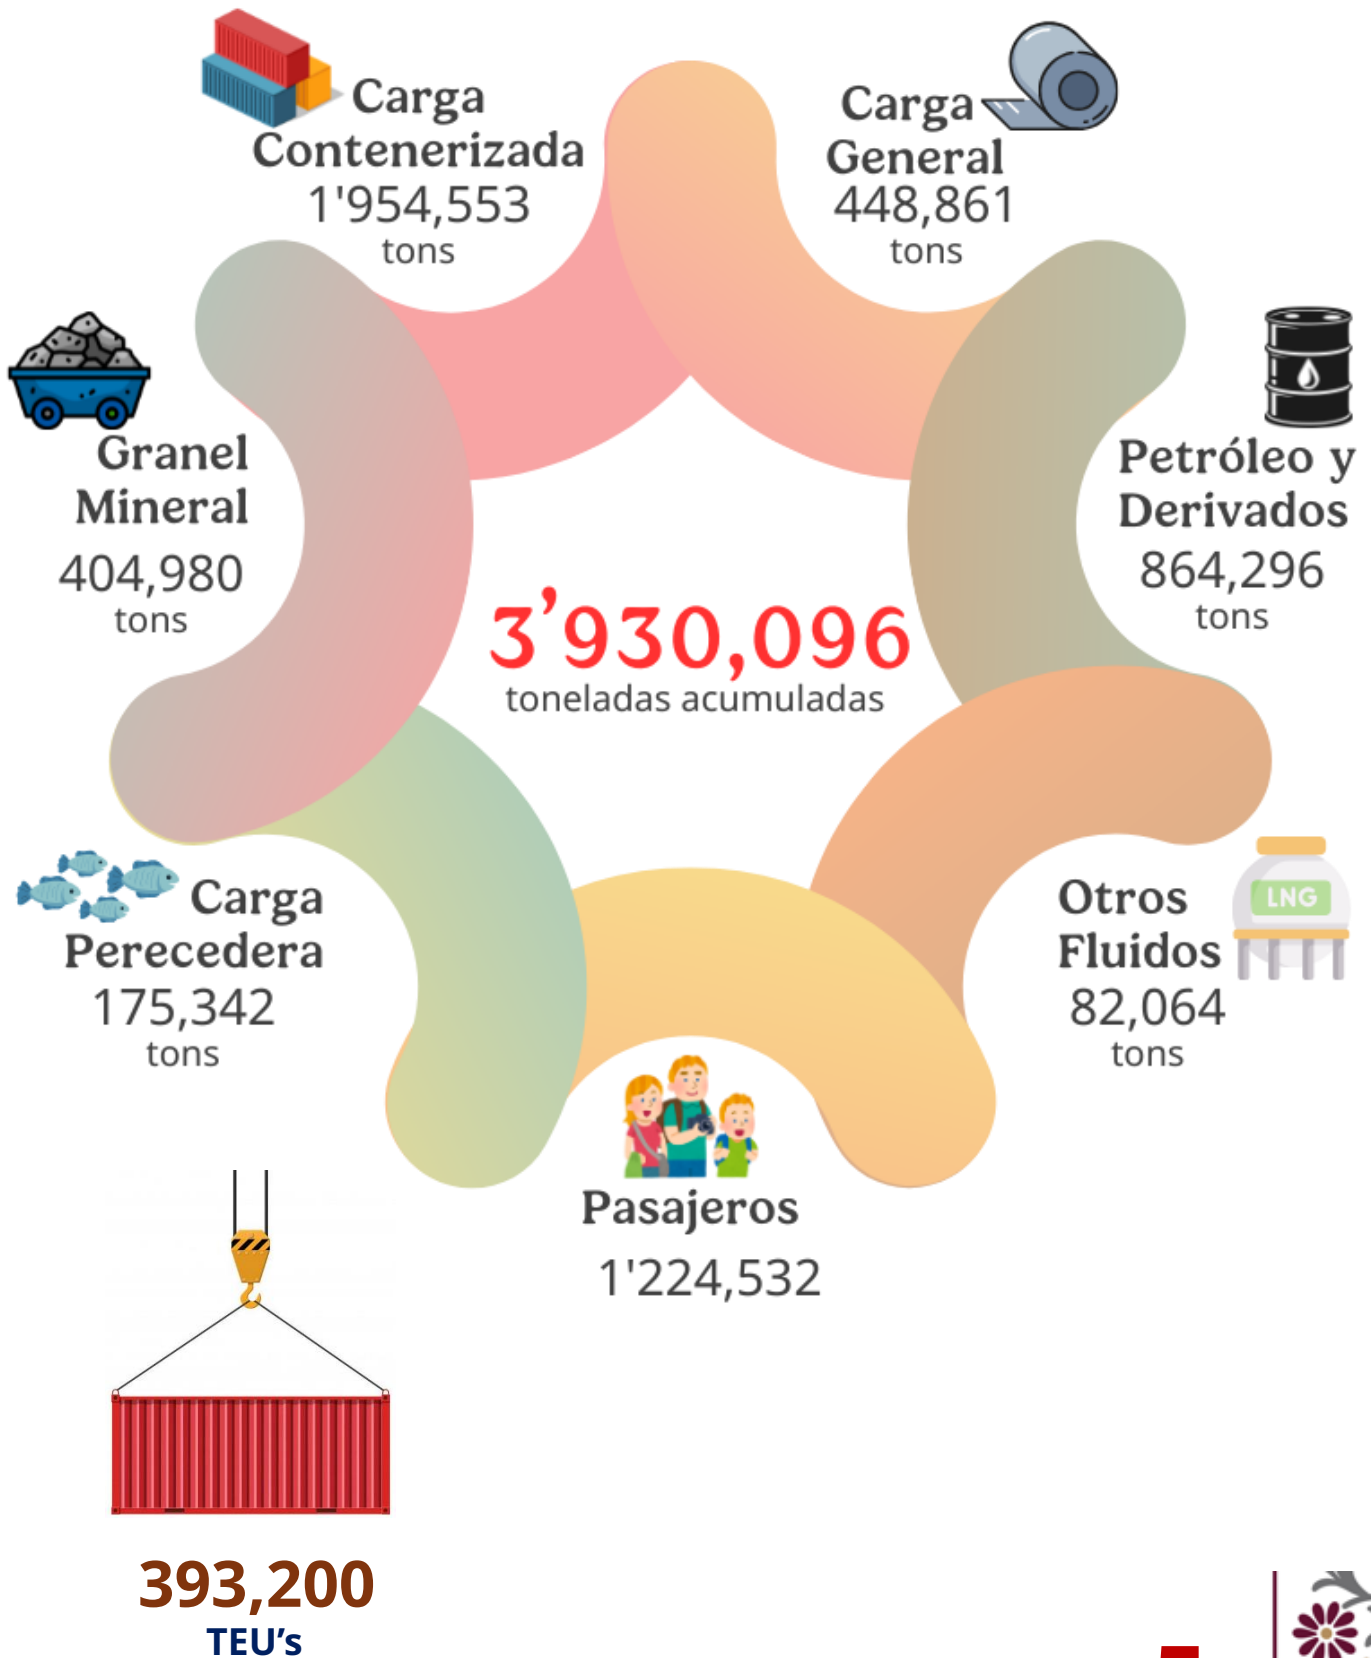 Carga
Contenerizada
1'954,553
tons
Carga
General
448,861
tons
Granel
Mineral
404,980
tons
Petróleo y
Derivados
864,296
tons
3’930,096
toneladas acumuladas
Carga
Perecedera
175,342
tons
Otros
Fluidos
82,064
tons
LNG
Pasajeros
1'224,532
393,200
TEU’s